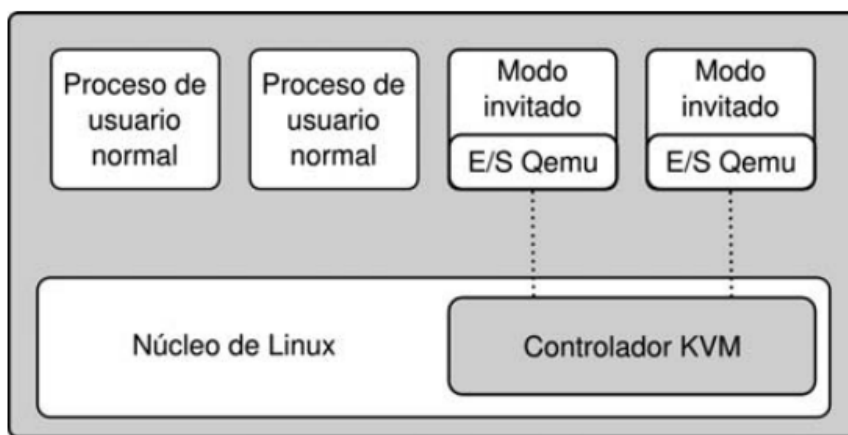 Proceso de
usuario
normal
Proceso de
usuario
normal
Modo
invitado
E/S Qemu
Modo
invitado
E/S Qemu
Núcleo de Linux
Controlador KVM